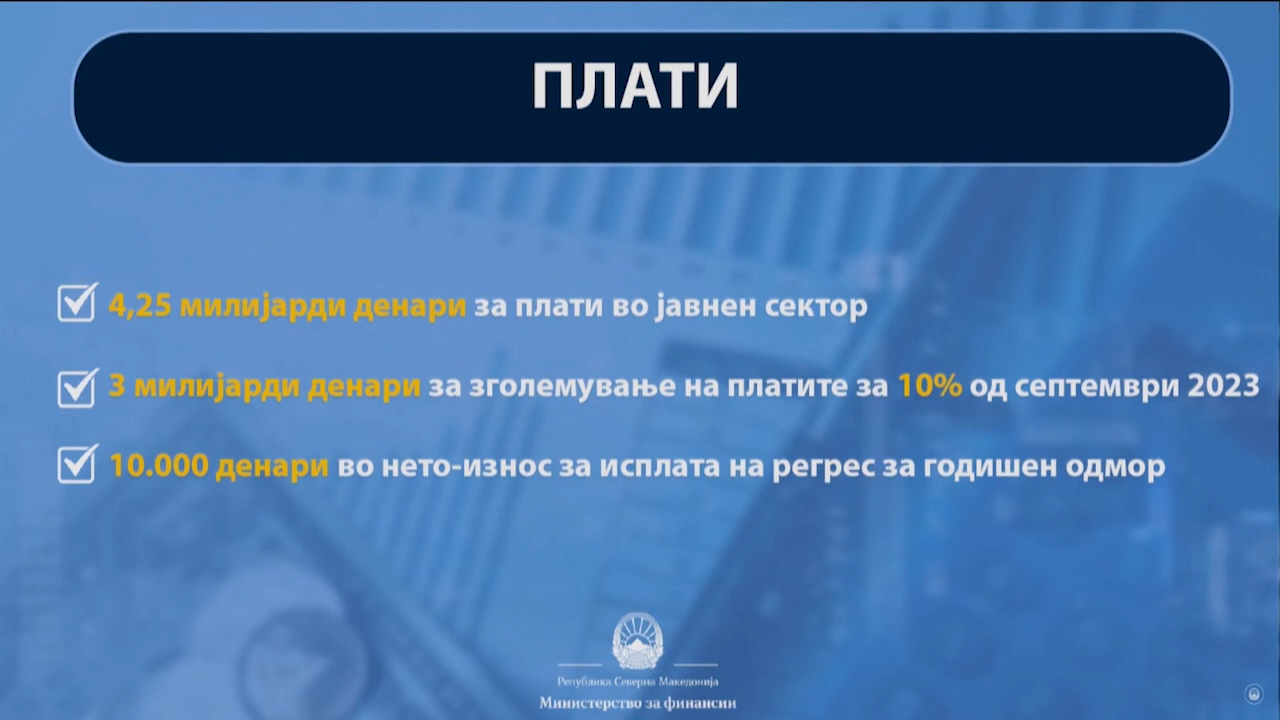 ПЛАТИ
4,25 милијарди денари за плати во јавнен сектор
3 милијарди денари за зголемување на платите за 10% од септември 2023
10.000 денари во нето-износ за исплата на регрес за годишен одмор
Република Северна Македонија
Министерство за финансии